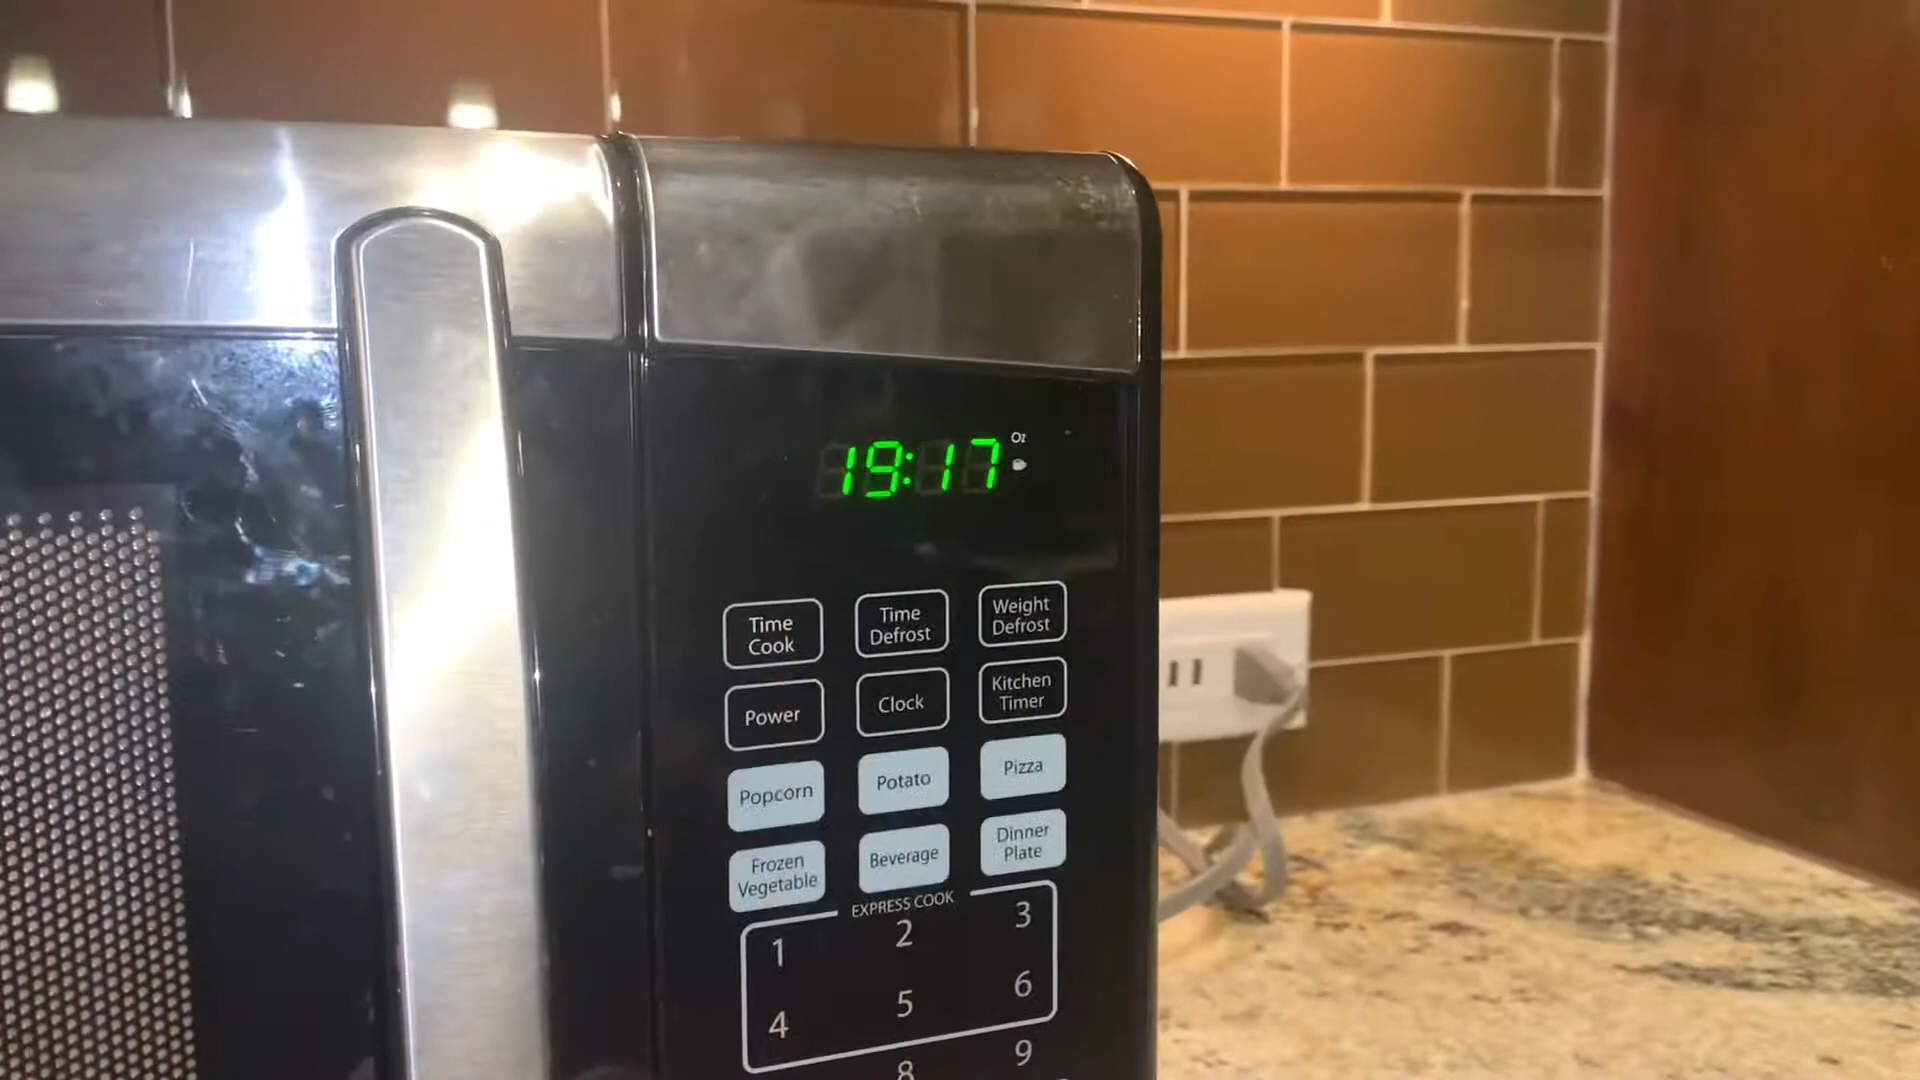 19:17
Oz
Time
Cook
Time
Defrost
Weight
Defrost
Power
Clock
Kitchen
Timer
Popcorn
Potato
Pizza
Frozen
Vegetable
Beverage
Dinner
Plate
EXPRESS COOK
1 2 3
4 5 6
8 9